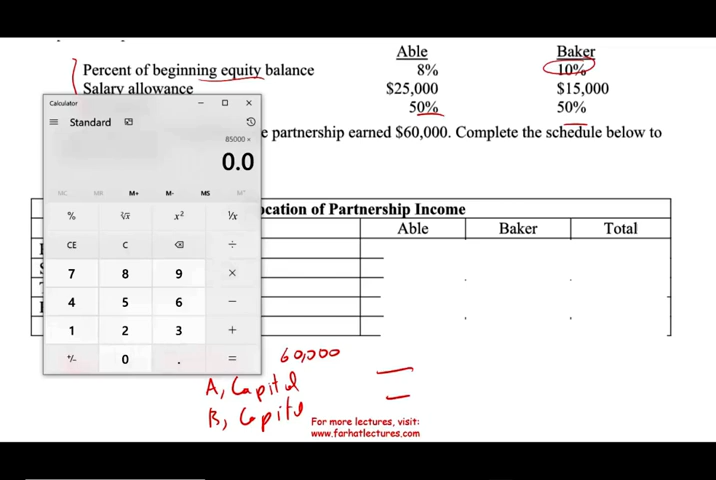 Able Baker
Percent of beginning equity balance 8% 10%
Salary allowance $25,000 $15,000
50% 50%
e partnership earned $60,000. Complete the schedule below to
Calculator
Standard
85000 ×
0.0
MC MR M+ M- MS M˅
% x² ¹/x
CE C ÷
7 8 9 ×
4 5 6 −
1 2 3 +
+/- 0 . =
ocation of Partnership Income
Able Baker Total
60,000
A, Capital
B, Capital
For more lectures, visit:
www.farhatlectures.com